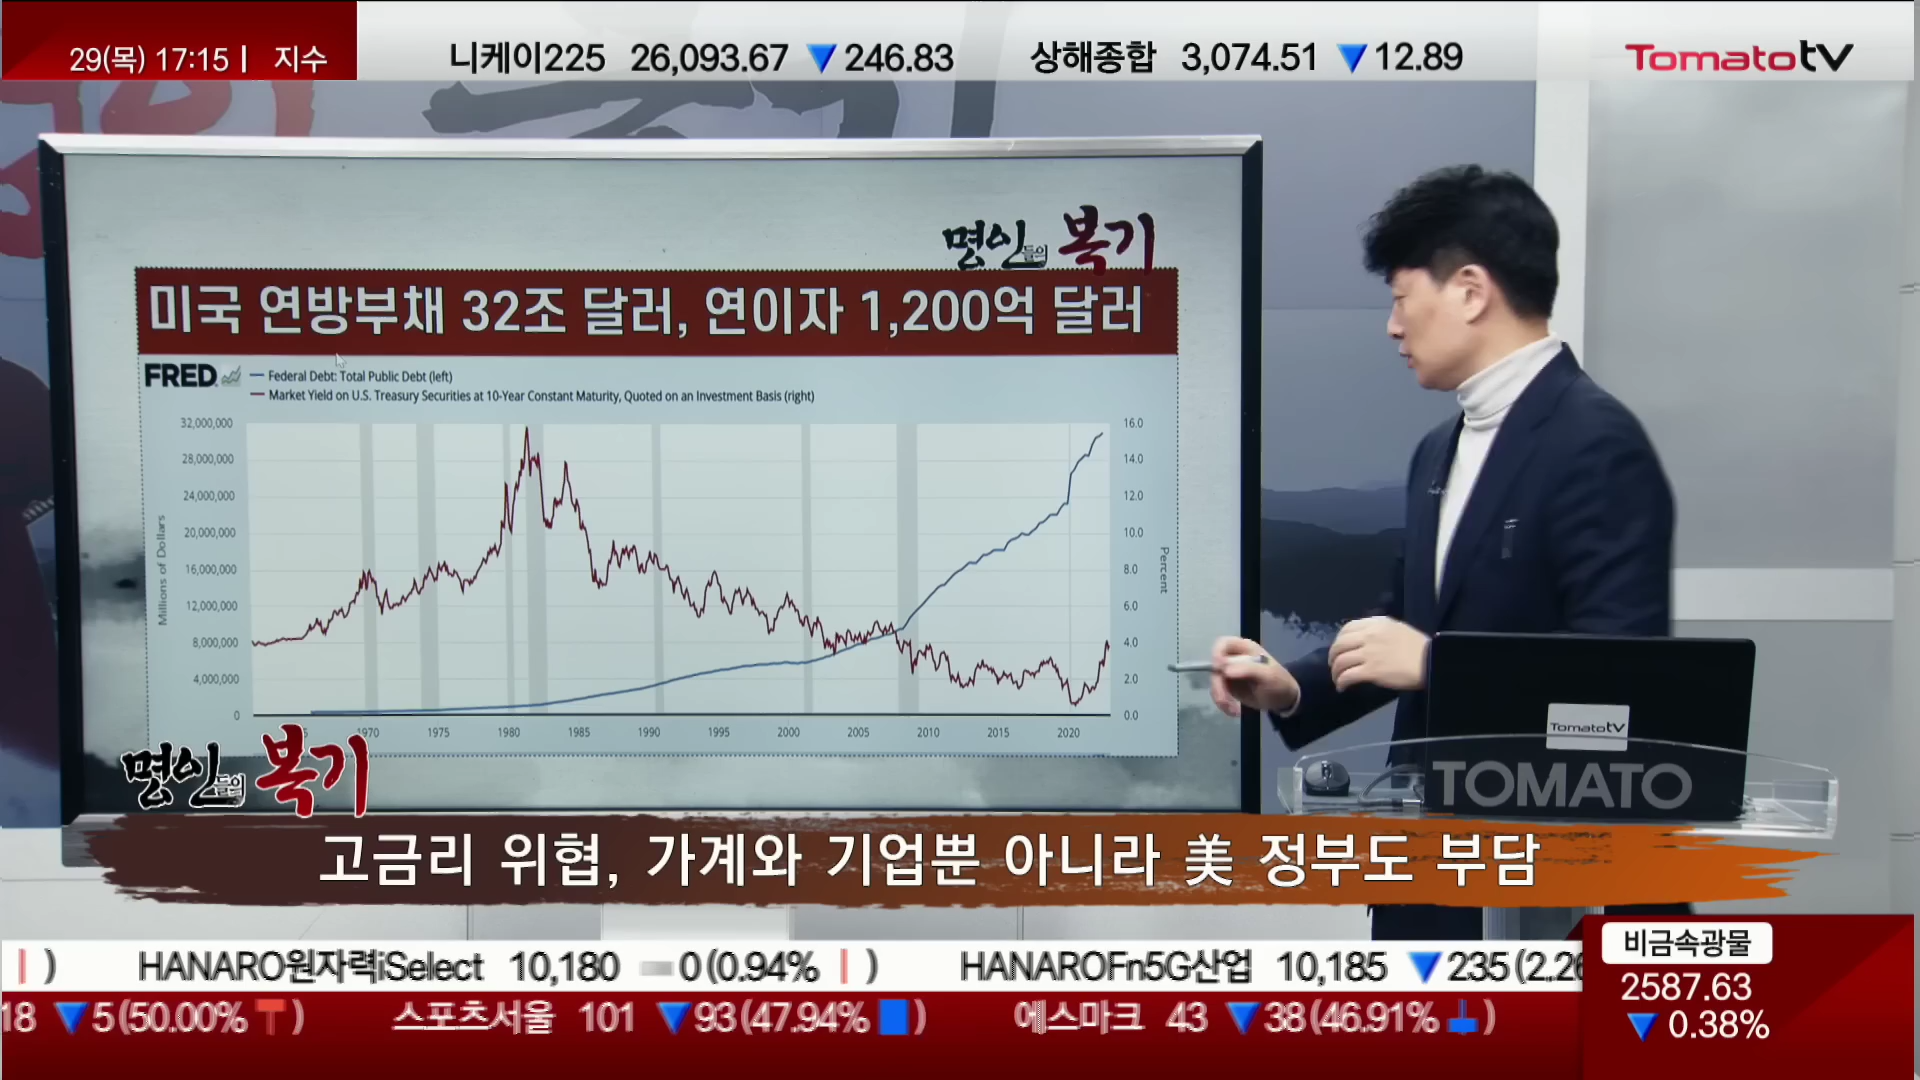 29(목) 17:15 | 지수
니케이225 26,093.67 ▼ 246.83 상해종합 3,074.51 ▼ 12.89
Tomato tv
명인들의 복기
미국 연방부채 32조 달러, 연이자 1,200억 달러
FRED
Federal Debt: Total Public Debt (left)
Market Yield on U.S. Treasury Securities at 10-Year Constant Maturity, Quoted on an Investment Basis (right)
32,000,000
28,000,000
24,000,000
20,000,000
16,000,000
12,000,000
8,000,000
4,000,000
0
Millions of Dollars
16.0
14.0
12.0
10.0
8.0
6.0
4.0
2.0
0.0
Percent
1970 1975 1980 1985 1990 1995 2000 2005 2010 2015 2020
Tomato tv
TOMATO
명인들의 복기
고금리 위협, 가계와 기업뿐 아니라 美 정부도 부담
) HANARO원자력iSelect 10,180 0(0.94% ) HANAROFn5G산업 10,185 ▼ 235(2.26
18 ▼ 5(50.00% ) 스포츠서울 101 ▼ 93(47.94% ) 에스마크 43 ▼ 38(46.91% )
비금속광물
2587.63
▼ 0.38%